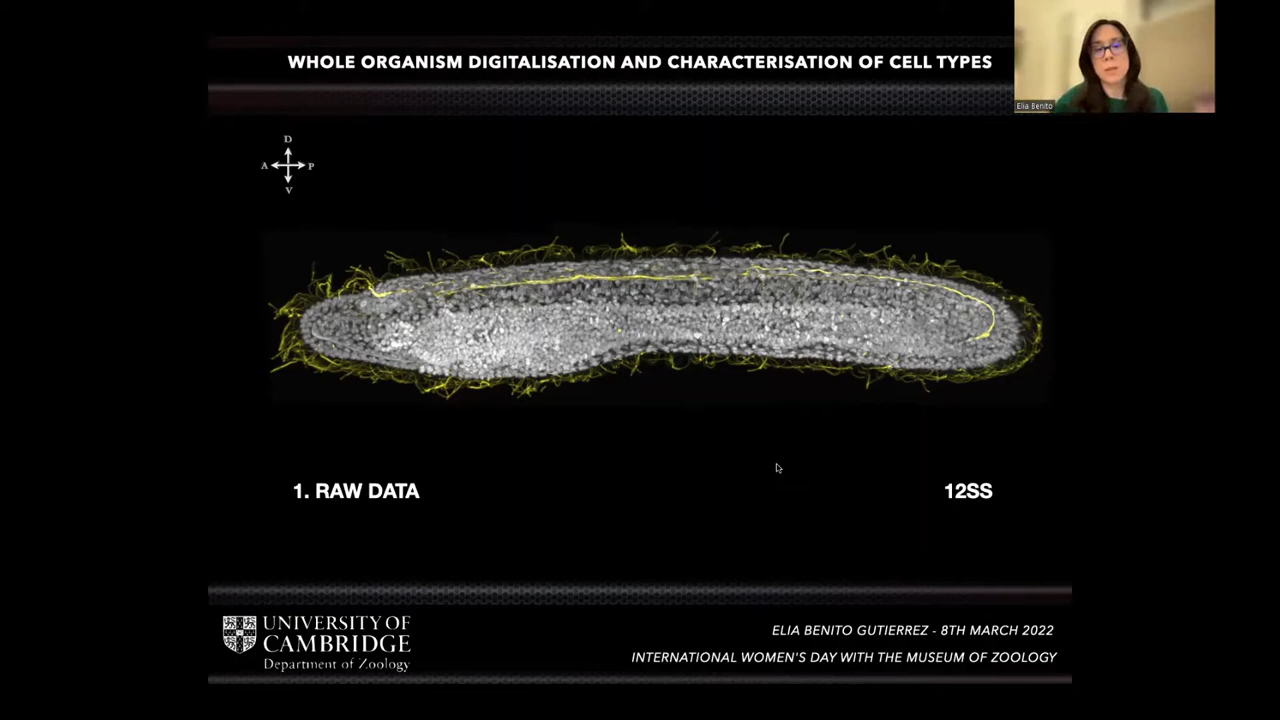 WHOLE ORGANISM DIGITALISATION AND CHARACTERISATION OF CELL TYPES
Elia Benito
D
A P
V
1. RAW DATA
12SS
UNIVERSITY OF
CAMBRIDGE
Department of Zoology
ELIA BENITO GUTIERREZ - 8TH MARCH 2022
INTERNATIONAL WOMEN'S DAY WITH THE MUSEUM OF ZOOLOGY